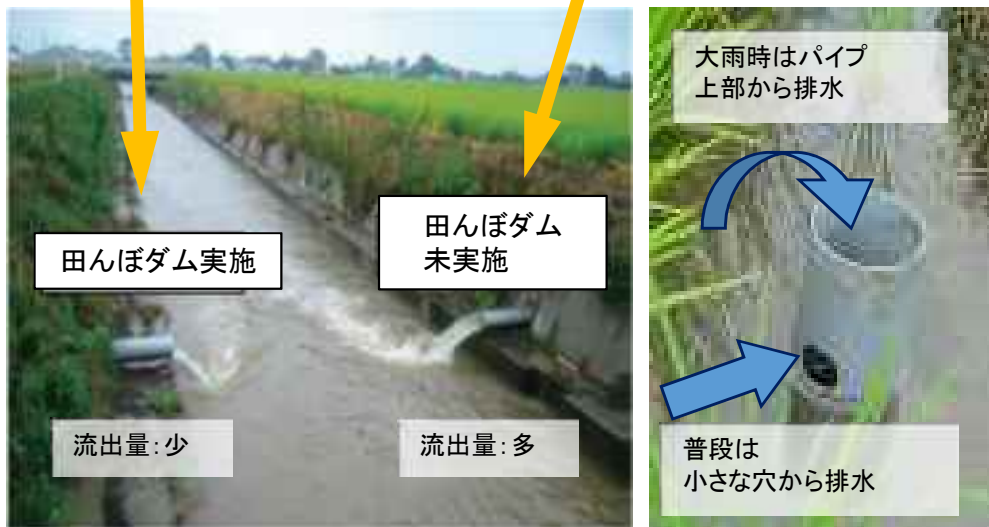 田んぼダム実施
田んぼダム
未実施
流出量:少
流出量:多
大雨時はパイプ
上部から排水
普段は
小さな穴から排水